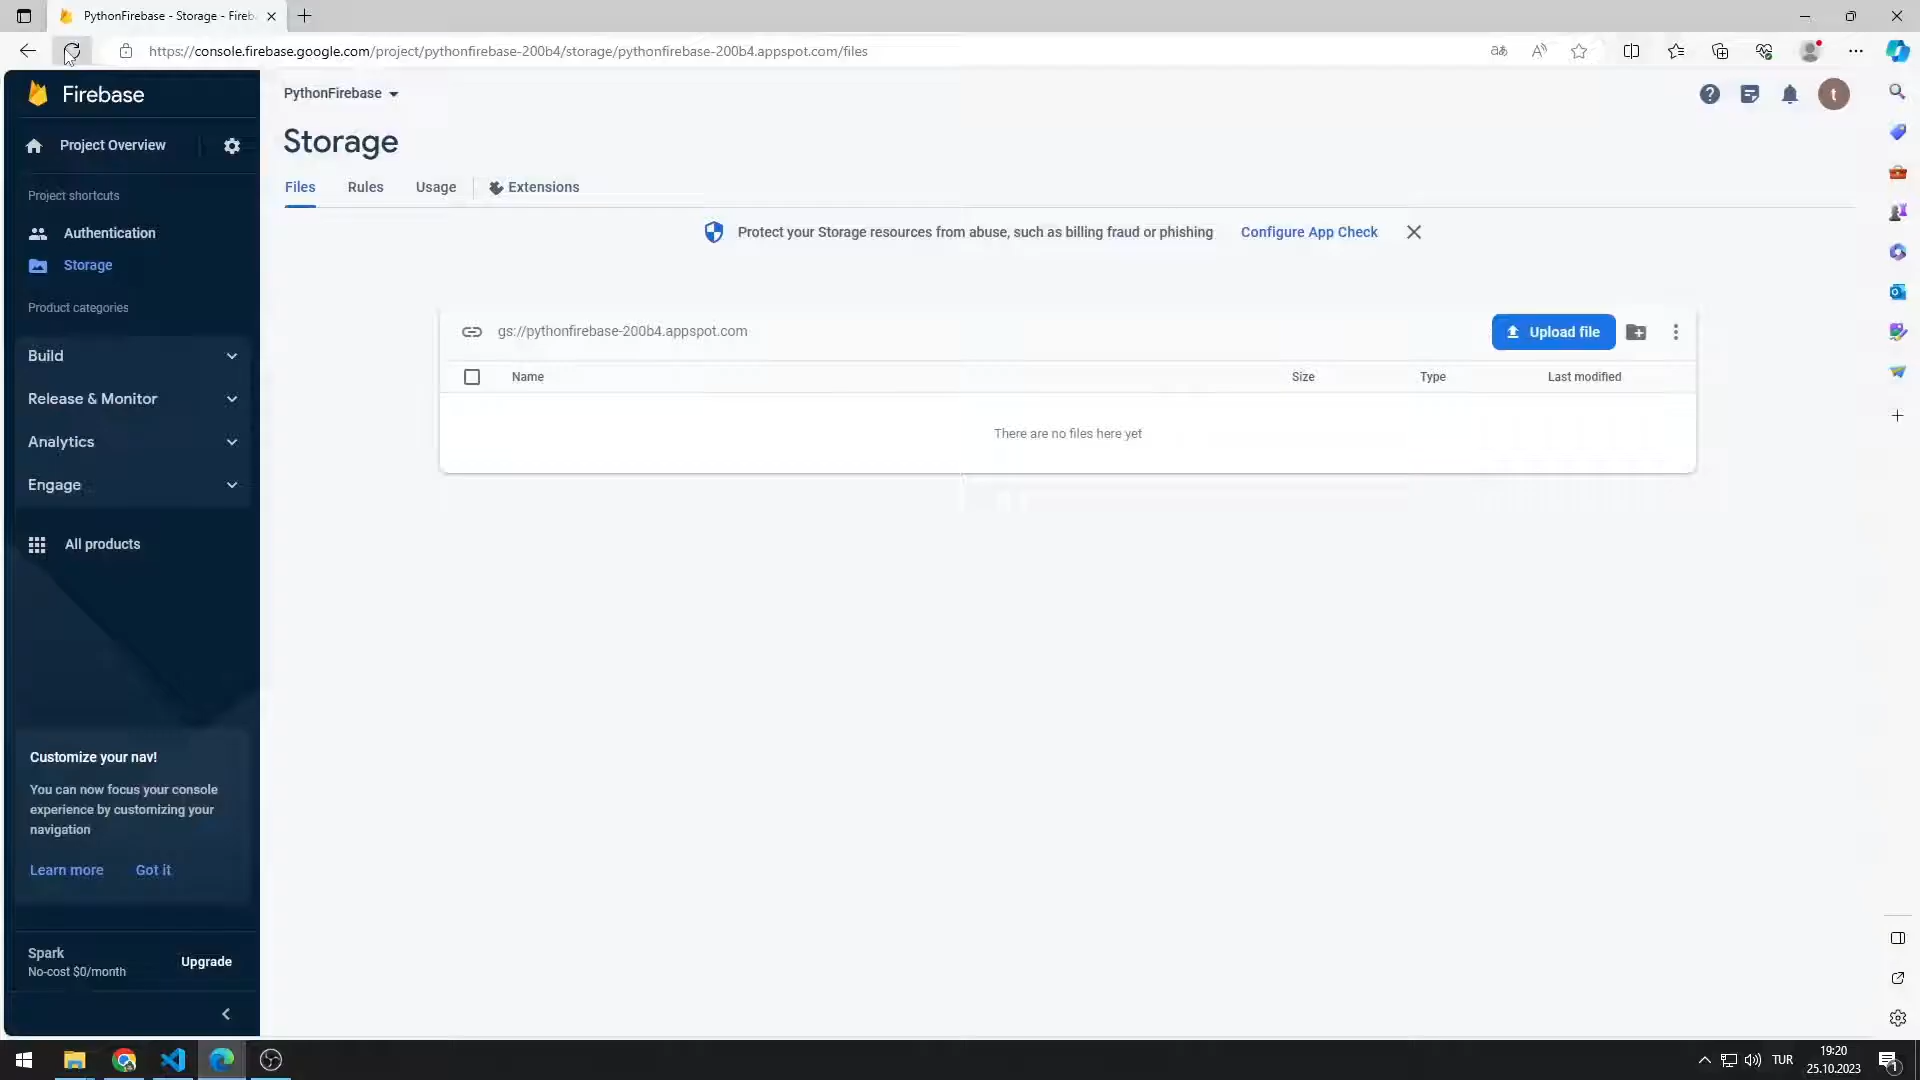 PythonFirebase - Storage - Fireb
https://console.firebase.google.com/project/pythonfirebase-200b4/storage/pythonfirebase-200b4.appspot.com/files
Firebase
PythonFirebase
t
Project Overview
Storage
Files
Rules
Usage
Extensions
Project shortcuts
Authentication
Storage
Protect your Storage resources from abuse, such as billing fraud or phishing
Configure App Check
Product categories
gs://pythonfirebase-200b4.appspot.com
Upload file
Build
Name
Size
Type
Last modified
Release & Monitor
There are no files here yet
Analytics
Engage
All products
Customize your nav!
You can now focus your console
experience by customizing your
navigation
Learn more
Got it
Spark
No-cost $0/month
Upgrade
TUR
19:20
25.10.2023
1